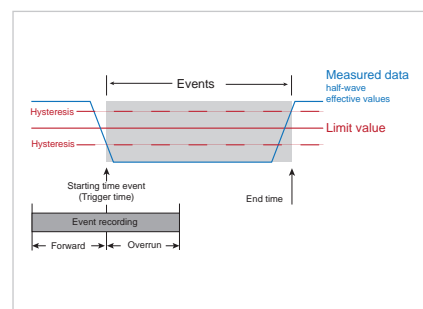 Events
Measured data
half-wave
effective values
Hysteresis
Limit value
Hysteresis
Starting time event
(Trigger time)
End time
Event recording
Forward
Overrun